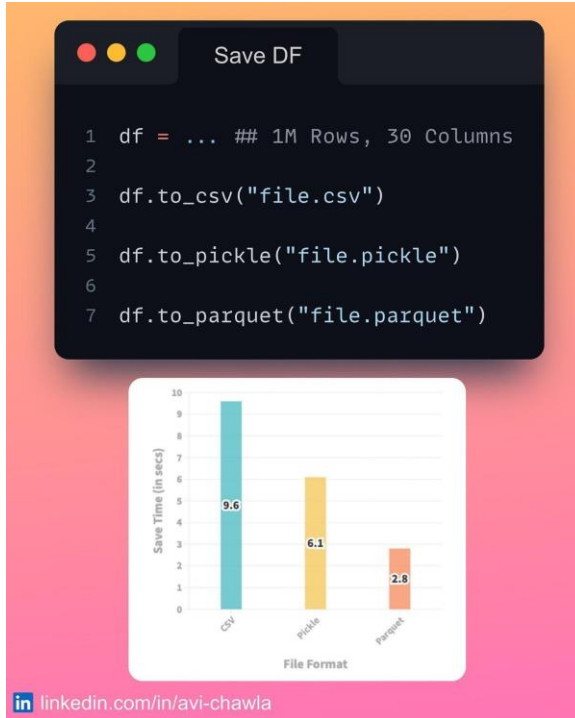 Save DF
1 df = ... ## 1M Rows, 30 Columns
2
3 df.to_csv("file.csv")
4
5 df.to_pickle("file.pickle")
6
7 df.to_parquet("file.parquet")
10
9
8
7
6
5
4
3
2
1
0
Save Time (in secs)
9.6
6.1
2.8
CSV
Pickle
Parquet
File Format
in linkedin.com/in/avi-chawla